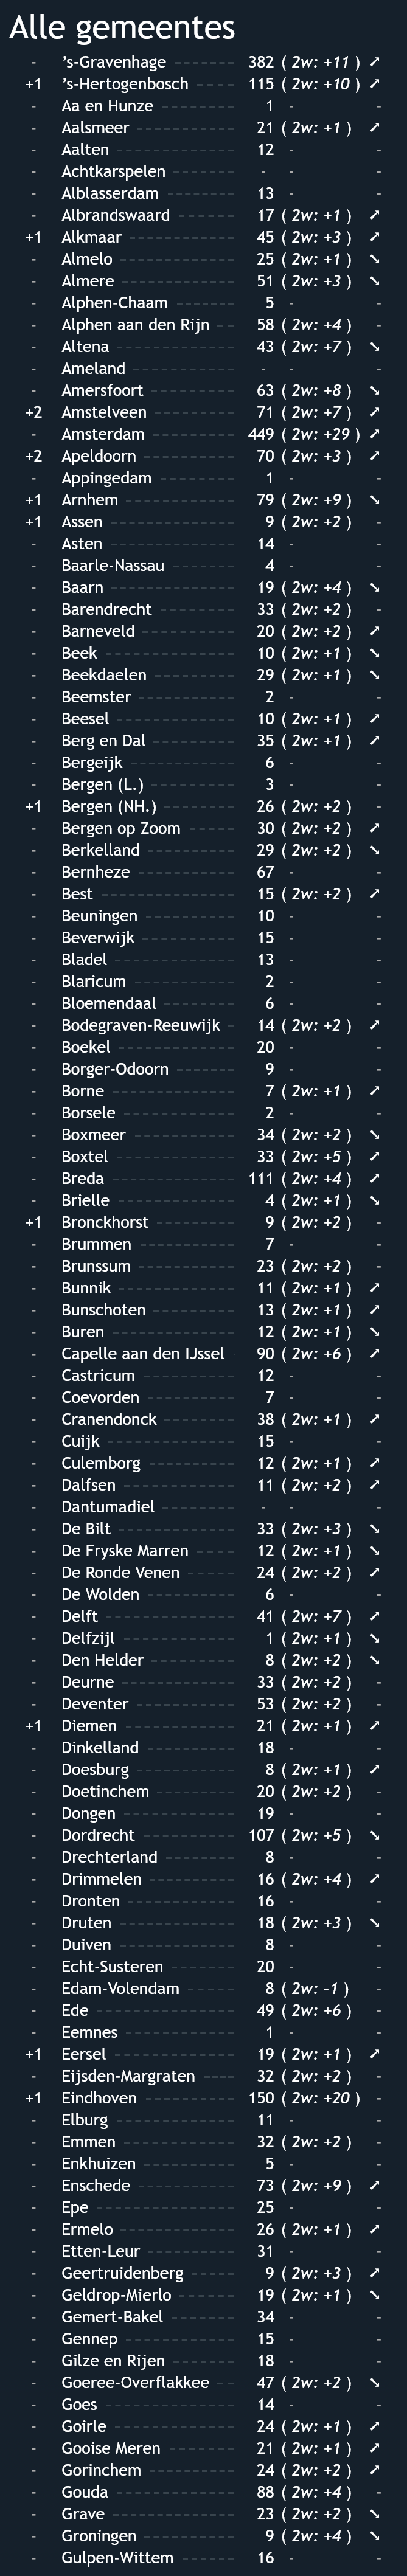 Alle gemeentes
- 's-Gravenhage 382 ( 2w: +11 ) ➚
+1 's-Hertogenbosch 115 ( 2w: +10 ) ➚
- Aa en Hunze 1 - -
- Aalsmeer 21 ( 2w: +1 ) ➚
- Aalten 12 - -
- Achtkarspelen - - -
- Alblasserdam 13 - -
- Albrandswaard 17 ( 2w: +1 ) ➚
+1 Alkmaar 45 ( 2w: +3 ) ➚
- Almelo 25 ( 2w: +1 ) ➘
- Almere 51 ( 2w: +3 ) ➘
- Alphen-Chaam 5 - -
- Alphen aan den Rijn 58 ( 2w: +4 ) -
- Altena 43 ( 2w: +7 ) ➘
- Ameland - - -
- Amersfoort 63 ( 2w: +8 ) ➘
+2 Amstelveen 71 ( 2w: +7 ) ➚
- Amsterdam 449 ( 2w: +29 ) ➚
+2 Apeldoorn 70 ( 2w: +3 ) ➚
- Appingedam 1 - -
+1 Arnhem 79 ( 2w: +9 ) ➘
+1 Assen 9 ( 2w: +2 ) -
- Asten 14 - -
- Baarle-Nassau 4 - -
- Baarn 19 ( 2w: +4 ) ➘
- Barendrecht 33 ( 2w: +2 ) -
- Barneveld 20 ( 2w: +2 ) ➚
- Beek 10 ( 2w: +1 ) ➘
- Beekdaelen 29 ( 2w: +1 ) ➘
- Beemster 2 - -
- Beesel 10 ( 2w: +1 ) ➚
- Berg en Dal 35 ( 2w: +1 ) ➚
- Bergeijk 6 - -
- Bergen (L.) 3 - -
+1 Bergen (NH.) 26 ( 2w: +2 ) -
- Bergen op Zoom 30 ( 2w: +2 ) ➚
- Berkelland 29 ( 2w: +2 ) ➘
- Bernheze 67 - -
- Best 15 ( 2w: +2 ) ➚
- Beuningen 10 - -
- Beverwijk 15 - -
- Bladel 13 - -
- Blaricum 2 - -
- Bloemendaal 6 - -
- Bodegraven-Reeuwijk 14 ( 2w: +2 ) ➚
- Boekel 20 - -
- Borger-Odoorn 9 - -
- Borne 7 ( 2w: +1 ) ➚
- Borsele 2 - -
- Boxmeer 34 ( 2w: +2 ) ➘
- Boxtel 33 ( 2w: +5 ) ➚
- Breda 111 ( 2w: +4 ) ➚
- Brielle 4 ( 2w: +1 ) ➘
+1 Bronckhorst 9 ( 2w: +2 ) -
- Brummen 7 - -
- Brunssum 23 ( 2w: +2 ) -
- Bunnik 11 ( 2w: +1 ) ➚
- Bunschoten 13 ( 2w: +1 ) ➚
- Buren 12 ( 2w: +1 ) ➘
- Capelle aan den IJssel 90 ( 2w: +6 ) ➚
- Castricum 12 - -
- Coevorden 7 - -
- Cranendonck 38 ( 2w: +1 ) ➚
- Cuijk 15 - -
- Culemborg 12 ( 2w: +1 ) ➚
- Dalfsen 11 ( 2w: +2 ) ➚
- Dantumadiel - - -
- De Bilt 33 ( 2w: +3 ) ➘
- De Fryske Marren 12 ( 2w: +1 ) ➘
- De Ronde Venen 24 ( 2w: +2 ) ➚
- De Wolden 6 - -
- Delft 41 ( 2w: +7 ) ➚
- Delfzijl 1 ( 2w: +1 ) ➘
- Den Helder 8 ( 2w: +2 ) ➘
- Deurne 33 ( 2w: +2 ) -
- Deventer 53 ( 2w: +2 ) -
+1 Diemen 21 ( 2w: +1 ) ➚
- Dinkelland 18 - -
- Doesburg 8 ( 2w: +1 ) ➚
- Doetinchem 20 ( 2w: +2 ) -
- Dongen 19 - -
- Dordrecht 107 ( 2w: +5 ) ➘
- Drechterland 8 - -
- Drimmelen 16 ( 2w: +4 ) ➚
- Dronten 16 - -
- Druten 18 ( 2w: +3 ) ➘
- Duiven 8 - -
- Echt-Susteren 20 - -
- Edam-Volendam 8 ( 2w: -1 ) -
- Ede 49 ( 2w: +6 ) -
- Eemnes 1 - -
+1 Eersel 19 ( 2w: +1 ) ➚
- Eijsden-Margraten 32 ( 2w: +2 ) -
+1 Eindhoven 150 ( 2w: +20 ) -
- Elburg 11 - -
- Emmen 32 ( 2w: +2 ) -
- Enkhuizen 5 - -
- Enschede 73 ( 2w: +9 ) ➚
- Epe 25 - -
- Ermelo 26 ( 2w: +1 ) ➚
- Etten-Leur 31 - -
- Geertruidenberg 9 ( 2w: +3 ) ➚
- Geldrop-Mierlo 19 ( 2w: +1 ) ➘
- Gemert-Bakel 34 - -
- Gennep 15 - -
- Gilze en Rijen 18 - -
- Goeree-Overflakkee 47 ( 2w: +2 ) ➘
- Goes 14 - -
- Goirle 24 ( 2w: +1 ) ➚
- Gooise Meren 21 ( 2w: +1 ) ➚
- Gorinchem 24 ( 2w: +2 ) ➚
- Gouda 88 ( 2w: +4 ) -
- Grave 23 ( 2w: +2 ) ➘
- Groningen 9 ( 2w: +4 ) ➘
- Gulpen-Wittem 16 - -